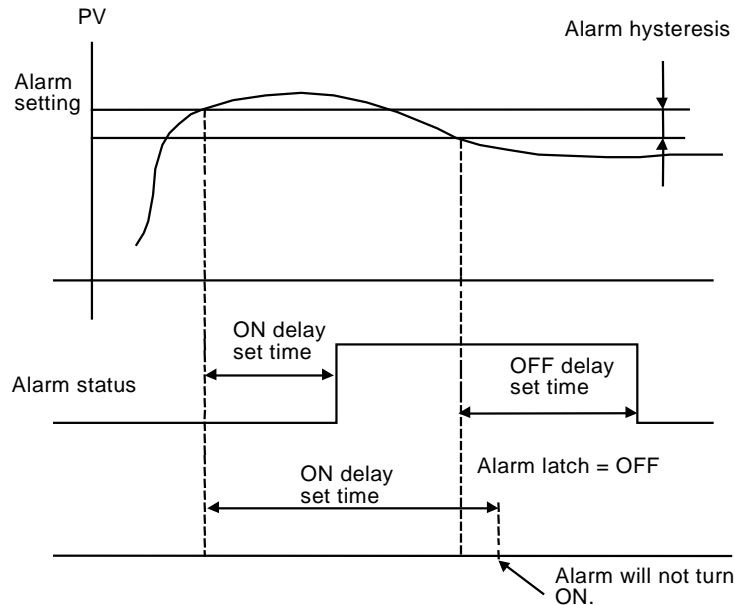 PV
Alarm hysteresis
Alarm
setting
ON delay
set time
OFF delay
set time
Alarm status
ON delay
set time
Alarm latch = OFF
Alarm will not turn
ON.